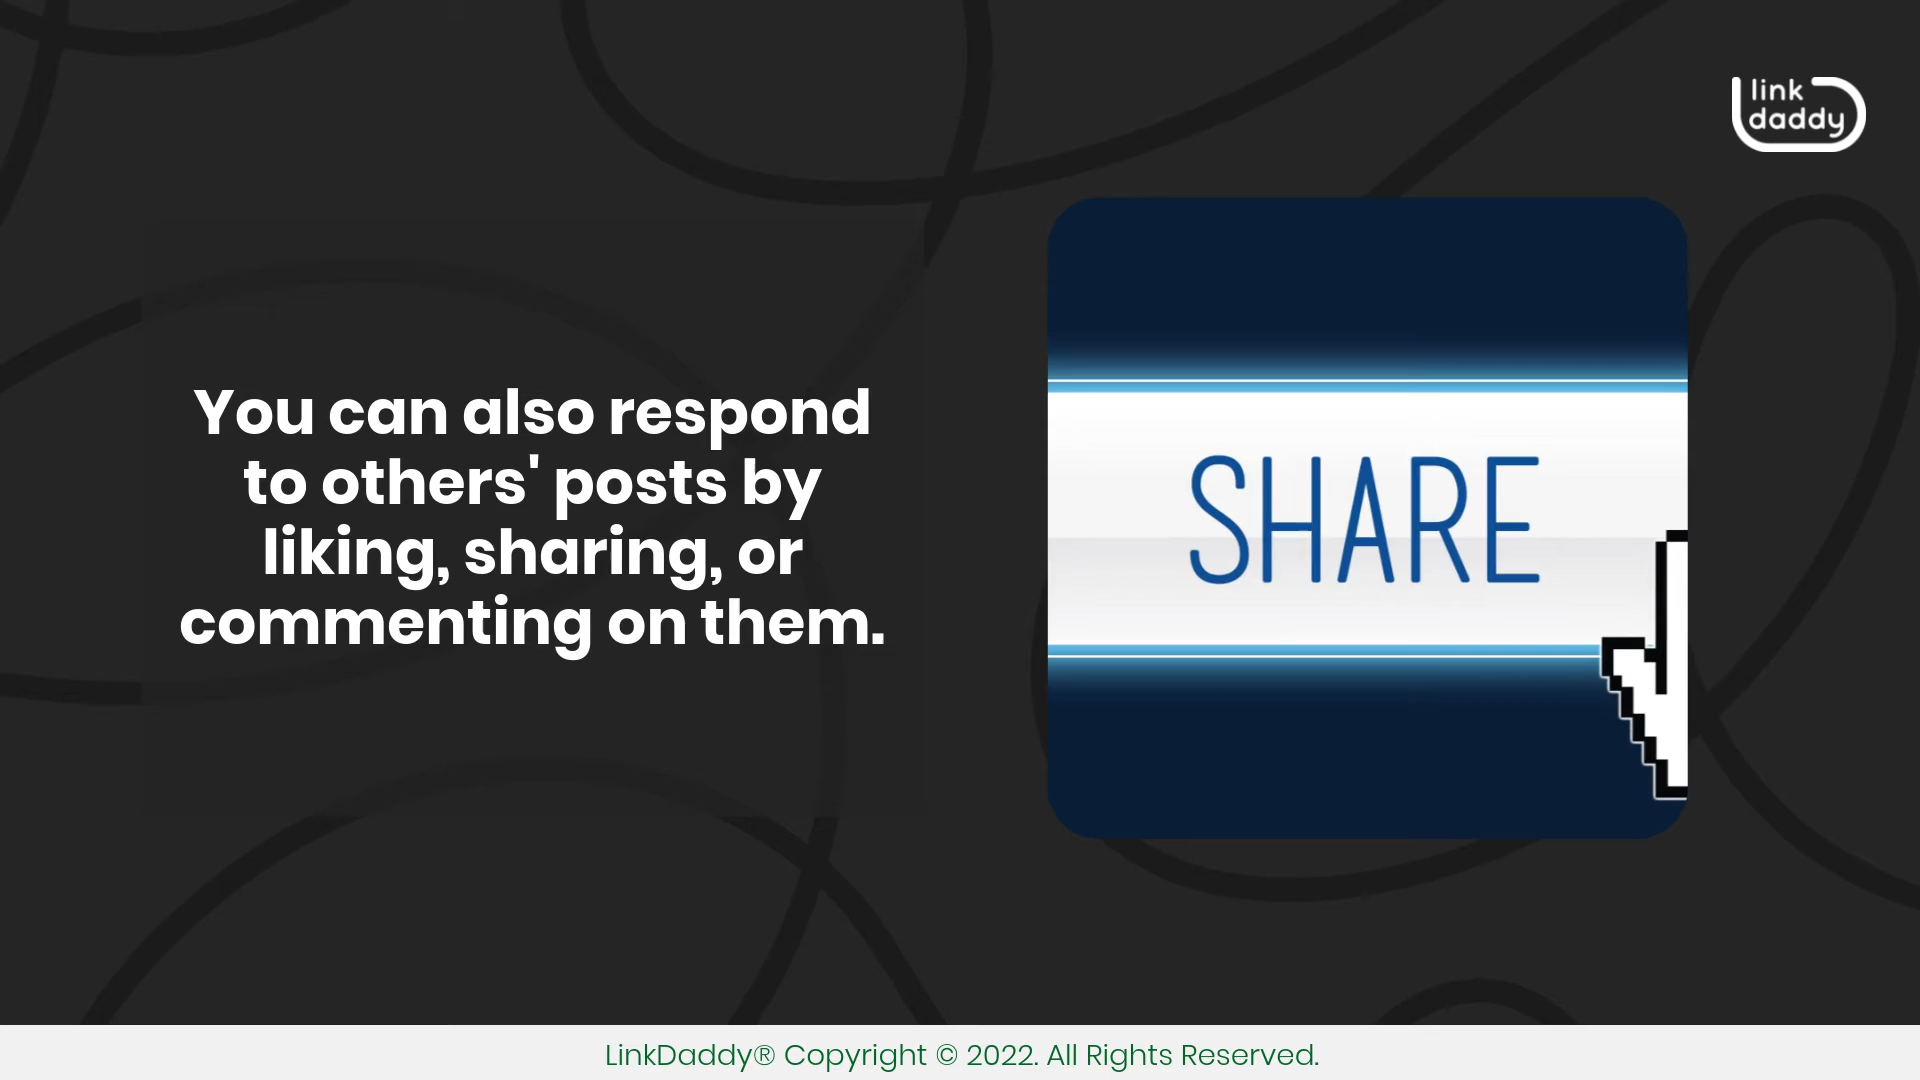 link
daddy
You can also respond
to others' posts by
liking, sharing, or
commenting on them.
SHARE
LinkDaddy® Copyright © 2022. All Rights Reserved.